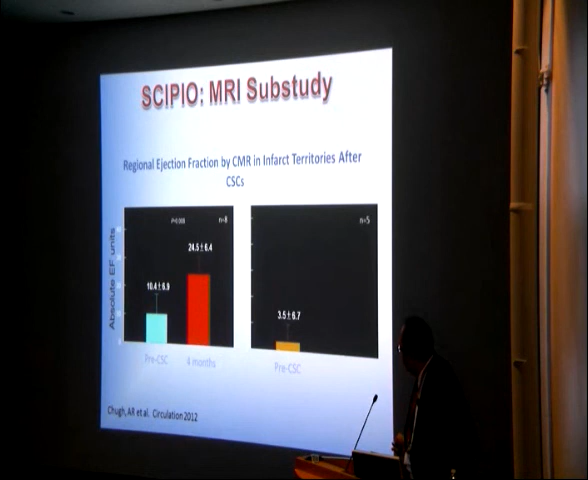 SCIPIO: MRI Substudy
Regional Ejection Fraction by CMR in Infarct Territories After
CSCs
n=8
n=5
24.5±6.4
10.4±6.9
3.5±6.7
Absolute EF units
Pre-CSC
4 months
Pre-CSC
Chugh, AR et al. Circulation 2012